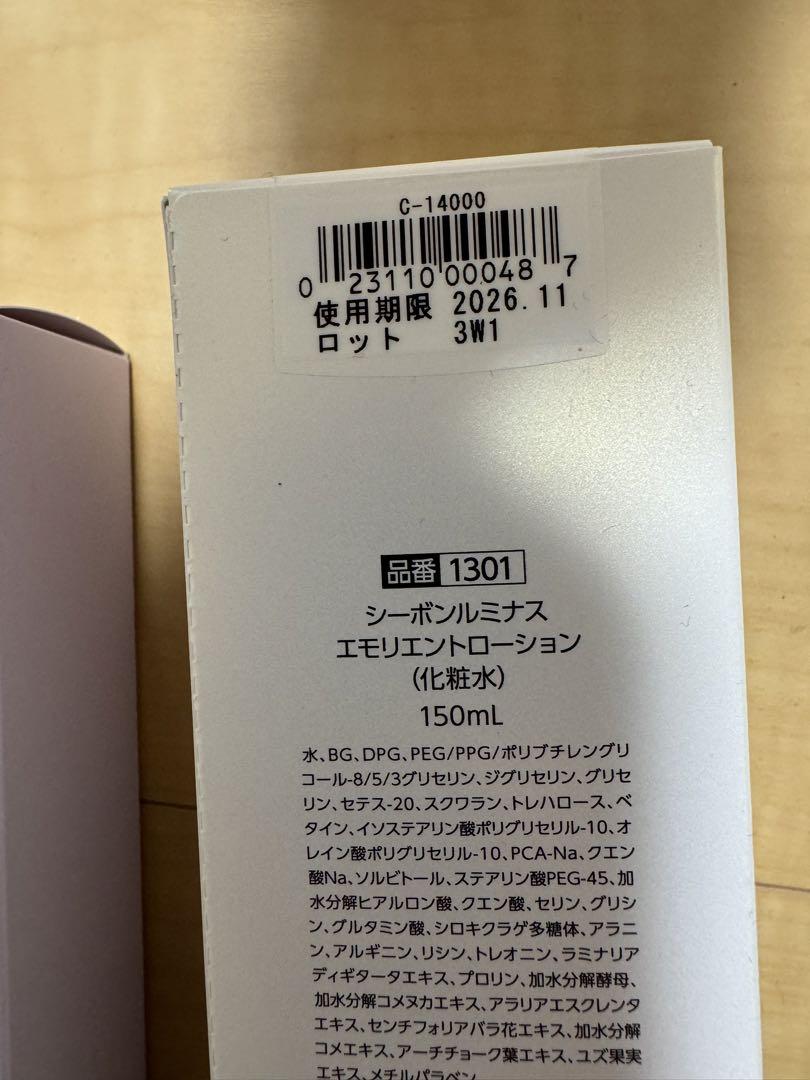 C-14000
0 23110 00048 7
使用期限 2026.11
ロット 3W1
品番 1301
シーボンルミナス
エモリエントローション
(化粧水)
150mL
水、BG、DPG、PEG/PPG/ポリブチレングリ
コール-8/5/3グリセリン、ジグリセリン、グリセ
リン、セテス-20、スクワラン、トレハロース、ベ
タイン、イソステアリン酸ポリグリセリル-10、オ
レイン酸ポリグリセリル-10、PCA-Na、クエン
酸Na、ソルビトール、ステアリン酸PEG-45、加
水分解ヒアルロン酸、クエン酸、セリン、グリシ
ン、グルタミン酸、シロキクラゲ多糖体、アラニ
ン、アルギニン、リシン、トレオニン、ラミナリア
ディギタータエキス、プロリン、加水分解酵母、
加水分解コメヌカエキス、アラリアエスクレンタ
エキス、センチフォリアバラ花エキス、加水分解
コメエキス、アーチチョーク葉エキス、ユズ果実
エキス、メチルパラベン